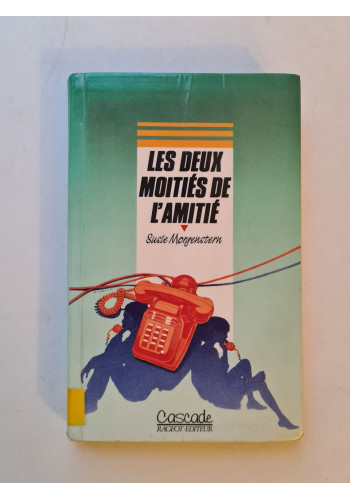 LES DEUX
MOITIÉS DE
L'AMITIÉ
Susie Morgenstern
Cascade
RAGEOT·EDITEUR